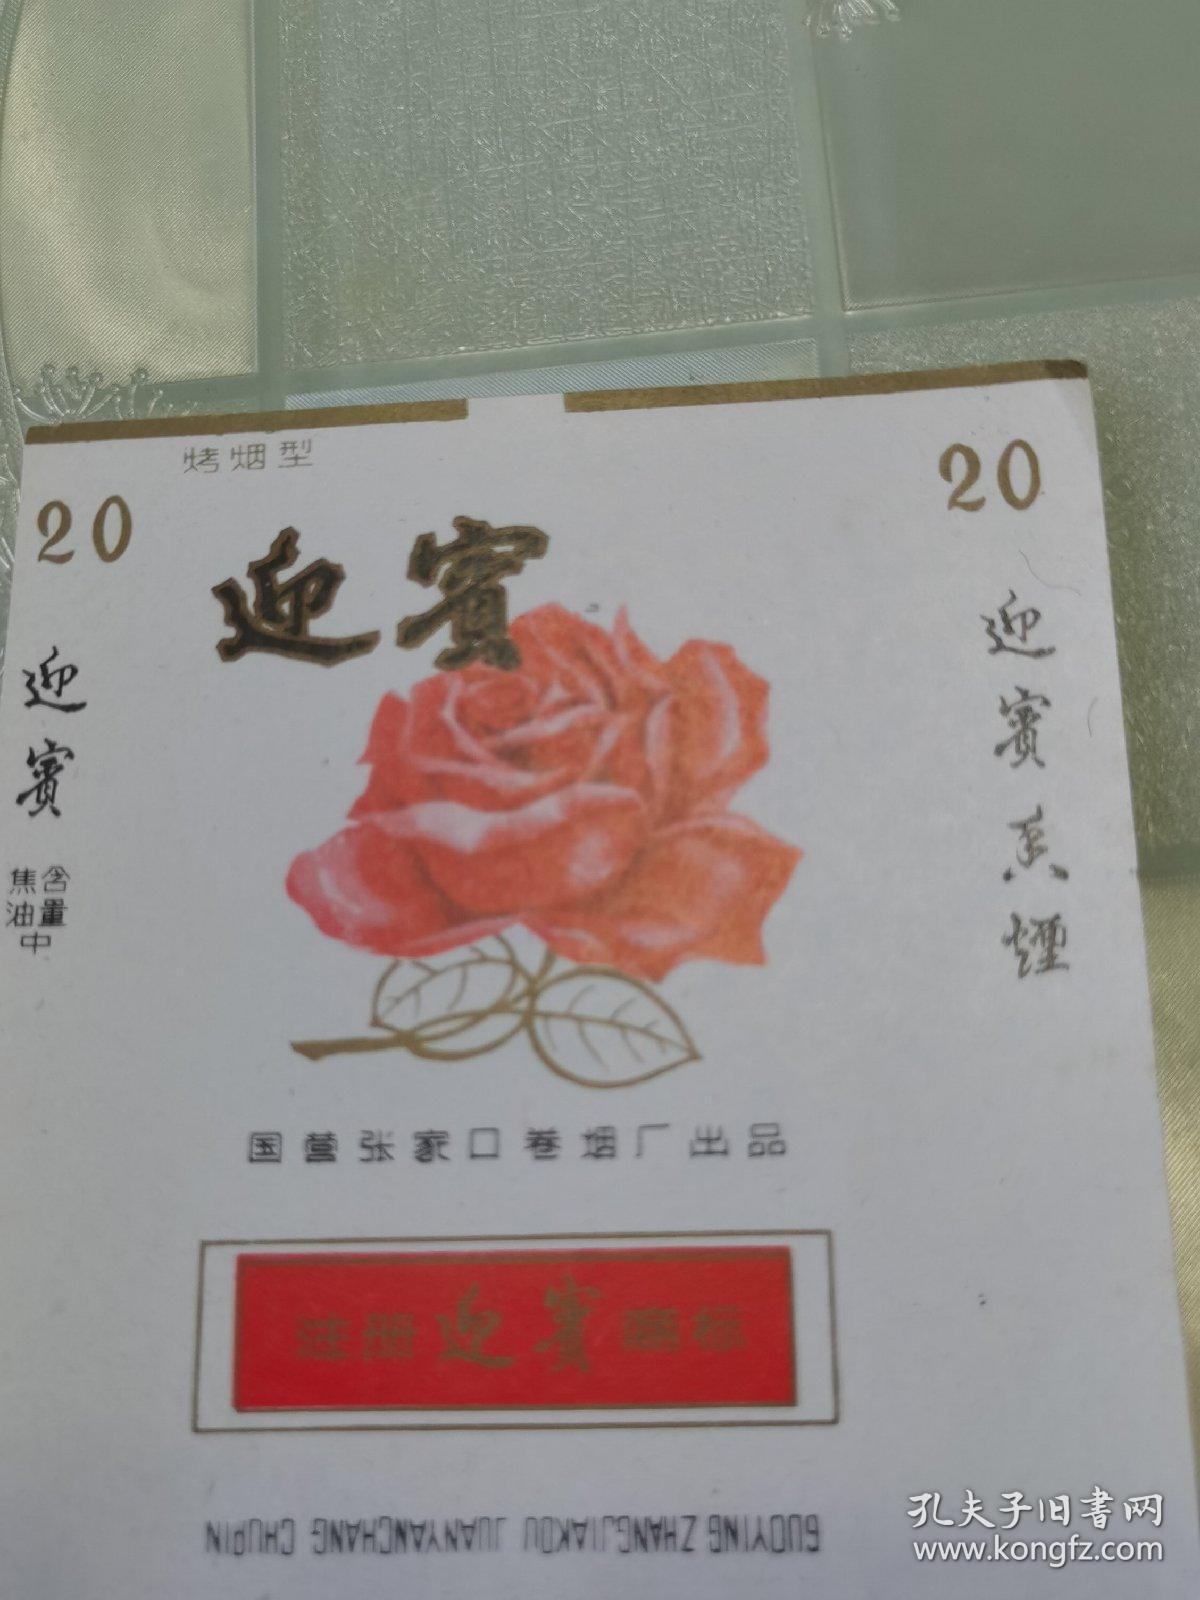 烤烟型
20
20
迎賓
迎賓
迎賓香煙
焦油
含量
中
国营张家口卷烟厂出品
注册 迎賓 商标
GUOYING ZHANGJIAKOU JUANYANCHANG CHUPIN
孔夫子旧书网
www.kongfz.com